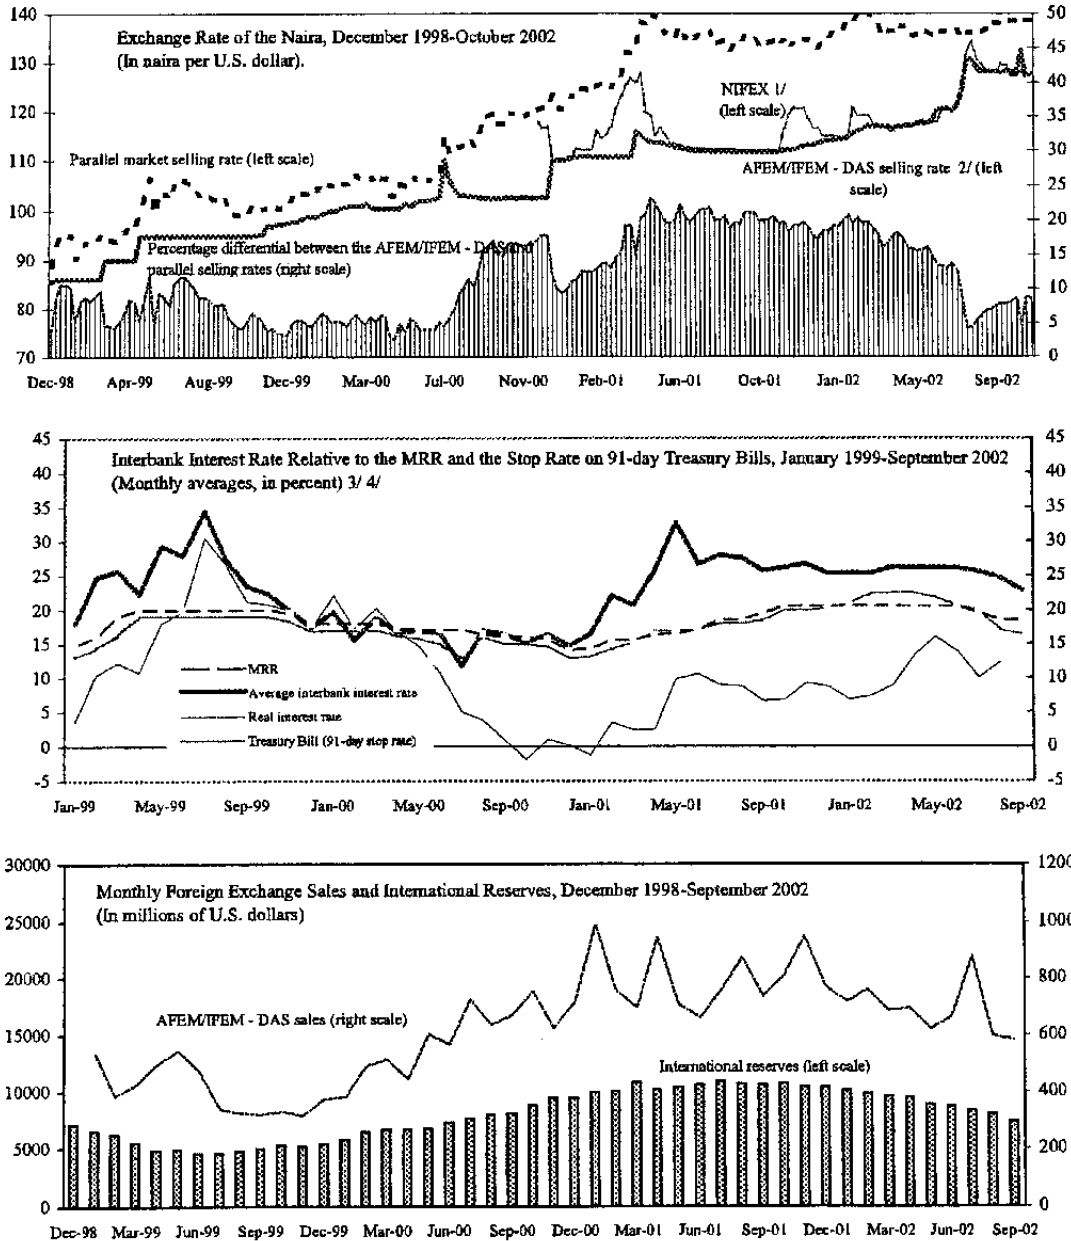 Exchange Rate of the Naira, December 1998-October 2002
(In naira per U.S. dollar).
140
130
120
110
100
90
80
70
50
45
40
35
30
25
20
15
10
5
0
NIFEX 1/
(left scale)
Parallel market selling rate (left scale)
AFEM/IFEM - DAS selling rate 2/ (left
scale)
Percentage differential between the AFEM/IFEM - DAS
parallel selling rates (right scale)
Dec-98 Apr-99 Aug-99 Dec-99 Mar-00 Jul-00 Nov-00 Feb-01 Jun-01 Oct-01 Jan-02 May-02 Sep-02
Interbank Interest Rate Relative to the MRR and the Stop Rate on 91-day Treasury Bills, January 1999-September 2002
(Monthly averages, in percent) 3/ 4/
45
40
35
30
25
20
15
10
5
0
-5
45
40
35
30
25
20
15
10
5
0
-5
MRR
Average interbank interest rate
Real interest rate
Treasury Bill (91-day stop rate)
Jan-99 May-99 Sep-99 Jan-00 May-00 Sep-00 Jan-01 May-01 Sep-01 Jan-02 May-02 Sep-02
Monthly Foreign Exchange Sales and International Reserves, December 1998-September 2002
(In millions of U.S. dollars)
30000
25000
20000
15000
10000
5000
0
1200
1000
800
600
400
200
0
AFEM/IFEM - DAS sales (right scale)
International reserves (left scale)
Dec-98 Mar-99 Jun-99 Sep-99 Dec-99 Mar-00 Jun-00 Sep-00 Dec-00 Mar-01 Jun-01 Sep-01 Dec-01 Mar-02 Jun-02 Sep-02